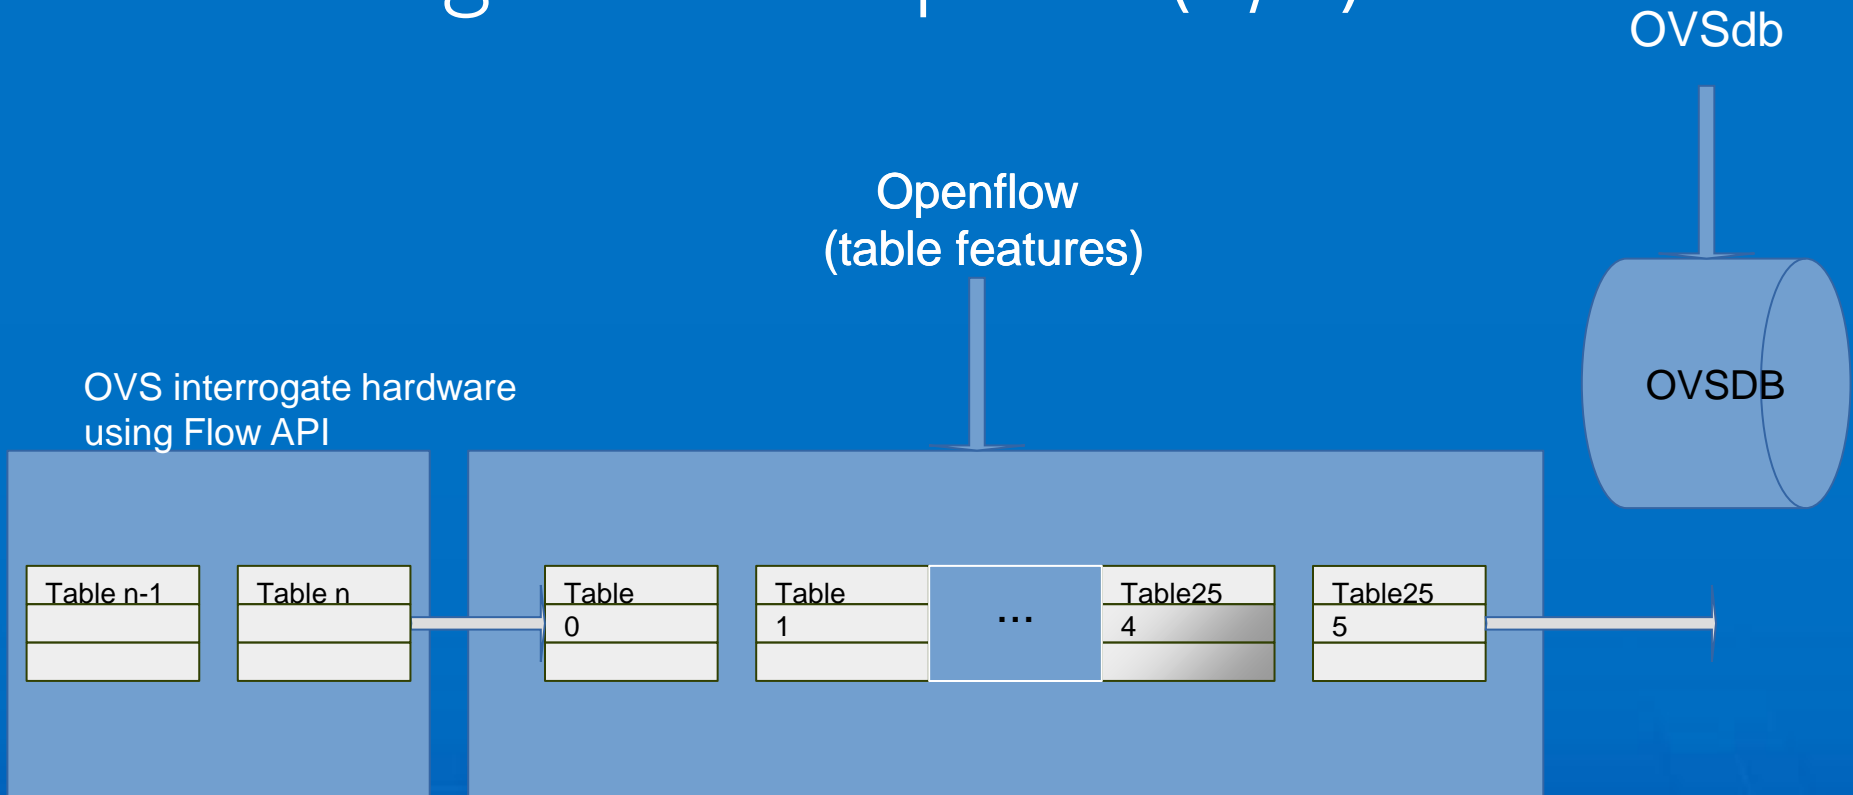 OVSdb
Openflow
(table features)
OVS interrogate hardware
using Flow API
OVSDB
Table n-1
Table n
Table
0
Table
1
...
Table25
4
Table25
5